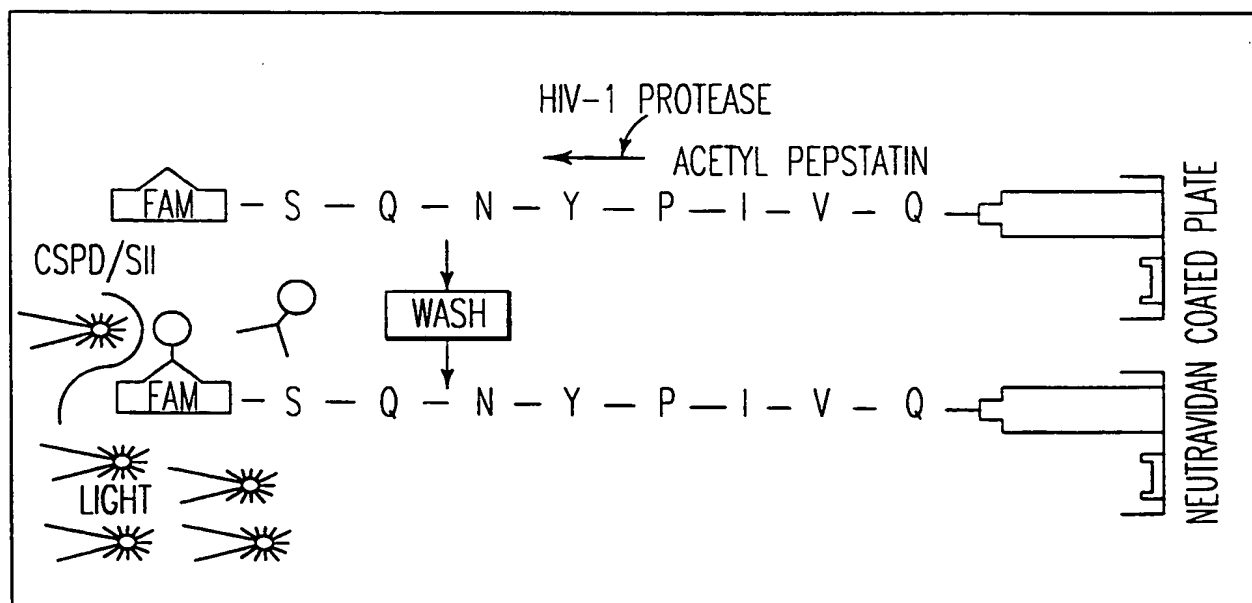 HIV-1 PROTEASE
ACETYL PEPSTATIN
FAM — S — Q — N — Y — P — I — V — Q
CSPD/SII
WASH
FAM — S — Q — N — Y — P — I — V — Q
LIGHT
NEUTRAVIDAN COATED PLATE